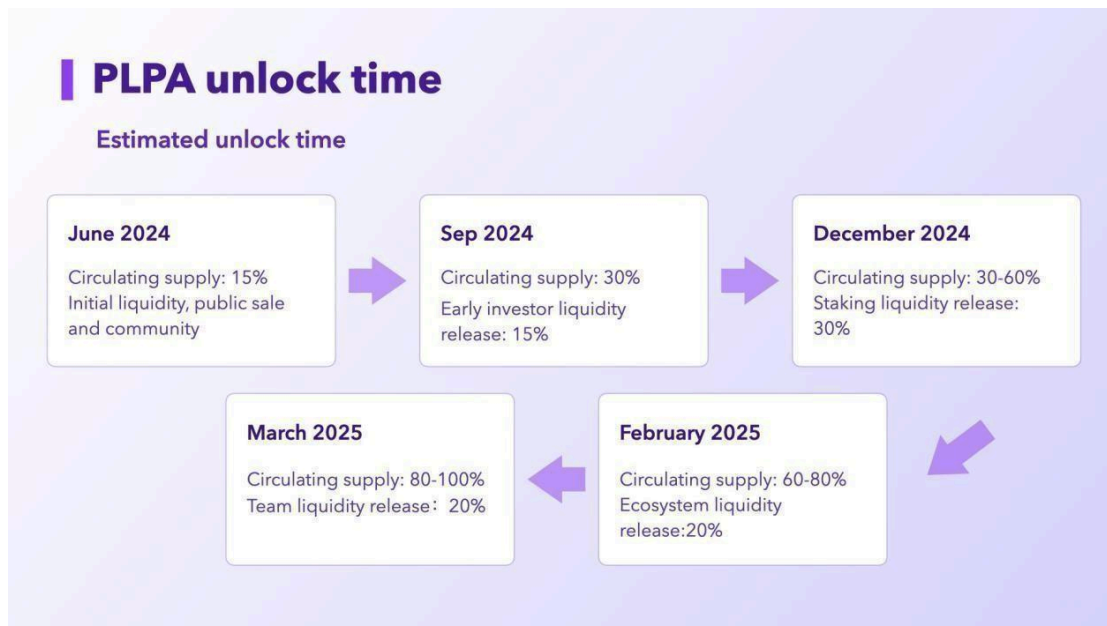 PLPA unlock time
Estimated unlock time
June 2024
Circulating supply: 15%
Initial liquidity, public sale
and community
Sep 2024
Circulating supply: 30%
Early investor liquidity
release: 15%
December 2024
Circulating supply: 30-60%
Staking liquidity release:
30%
February 2025
Circulating supply: 60-80%
Ecosystem liquidity
release:20%
March 2025
Circulating supply: 80-100%
Team liquidity release：20%